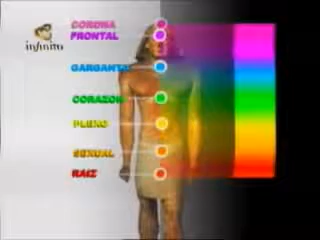 CORONA
FRONTAL
infinito
GARGANTA
CORAZON
PLEXO
SEXUAL
RAIZ